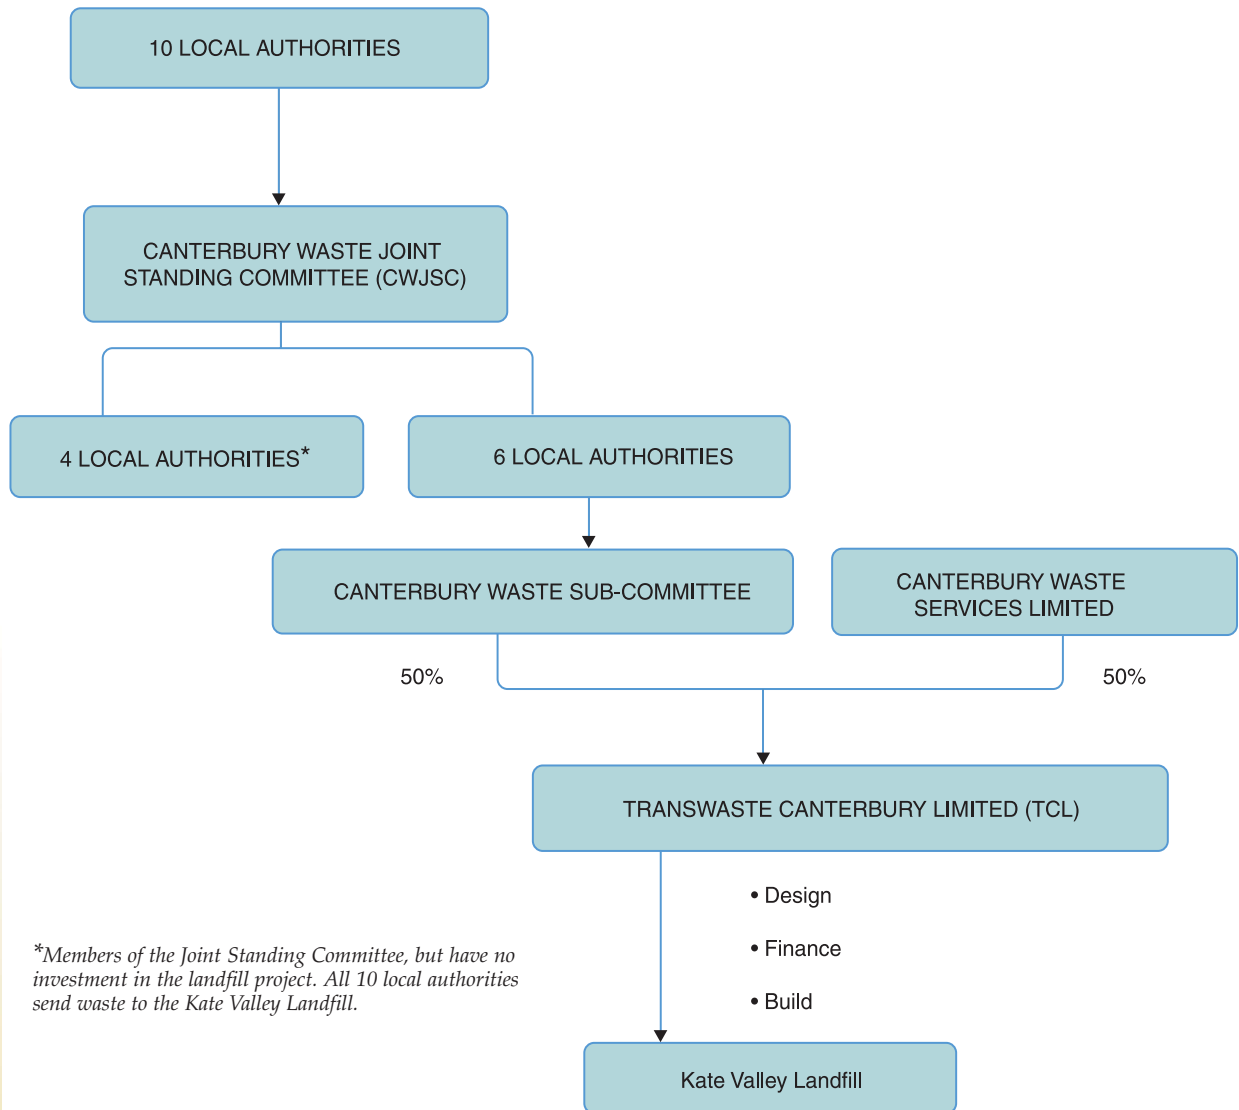 10 LOCAL AUTHORITIES
CANTERBURY WASTE JOINT
STANDING COMMITTEE (CWJSC)
4 LOCAL AUTHORITIES*
6 LOCAL AUTHORITIES
CANTERBURY WASTE SUB-COMMITTEE
CANTERBURY WASTE
SERVICES LIMITED
50%
50%
TRANSWASTE CANTERBURY LIMITED (TCL)
• Design
• Finance
• Build
*Members of the Joint Standing Committee, but have no
investment in the landfill project. All 10 local authorities
send waste to the Kate Valley Landfill.
Kate Valley Landfill